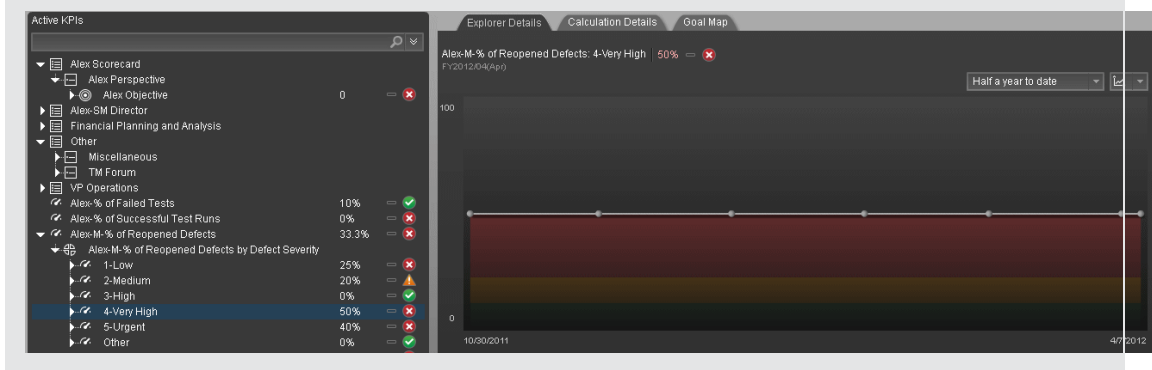 Active KPIs
Alex Scorecard
Alex Perspective
Alex Objective 0
Alex-SM Director
Financial Planning and Analysis
Other
Miscellaneous
TM Forum
VP Operations
Alex-% of Failed Tests 10%
Alex-% of Successful Test Runs 0%
Alex-M-% of Reopened Defects 33.3%
Alex-M-% of Reopened Defects by Defect Severity
1-Low 25%
2-Medium 20%
3-High 0%
4-Very High 50%
5-Urgent 40%
Other 0%
Explorer Details Calculation Details Goal Map
Alex-M-% of Reopened Defects: 4-Very High 50%
FY2012/04(Apr)
Half a year to date
100
0
10/30/2011 4/7/2012